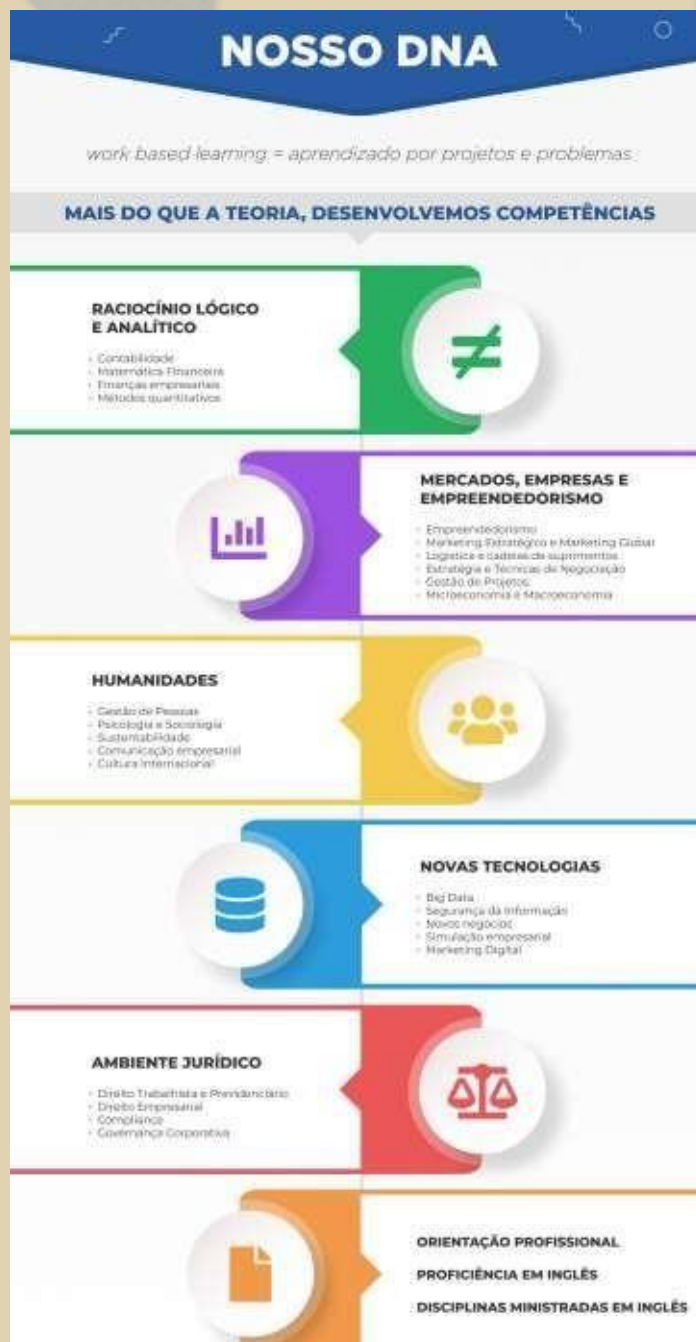 NOSSO DNA
work based learning = aprendizado por projetos e problemas
MAIS DO QUE A TEORIA, DESENVOLVEMOS COMPETÊNCIAS
RACIOCÍNIO LÓGICO
E ANALÍTICO
Contabilidade
Matemática Financeira
Finanças empresariais
Métodos quantitativos
MERCADOS, EMPRESAS E
EMPREENDEDORISMO
Empreendedorismo
Marketing Estratégico e Marketing Global
Logística e cadeias de suprimentos
Estratégia e Técnicas de Negociação
Gestão de Projetos
Microeconomia e Macroeconomia
HUMANIDADES
Gestão de Pessoas
Psicologia e Sociologia
Sustentabilidade
Comunicação empresarial
Cultura Internacional
NOVAS TECNOLOGIAS
Big Data
Segurança da Informação
Novos negócios
Simulação empresarial
Marketing Digital
AMBIENTE JURÍDICO
Direito Trabalhista e Previdenciário
Direito Empresarial
Compliance
Governança Corporativa
ORIENTAÇÃO PROFISSIONAL
PROFICIÊNCIA EM INGLÊS
DISCIPLINAS MINISTRADAS EM INGLÊS